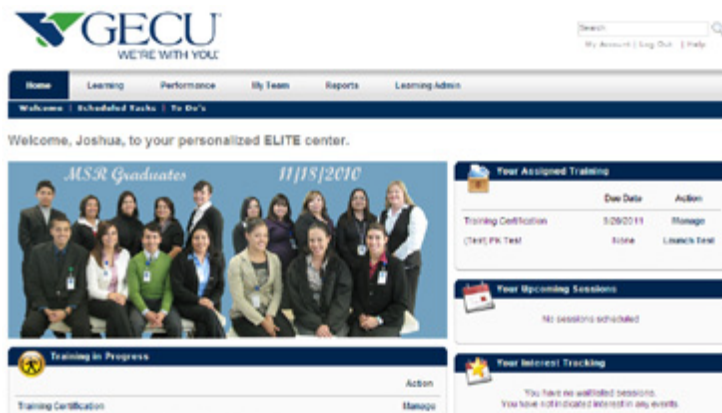 GECU
WE'RE WITH YOU.
Search
My Account | Log Out | Help
Home Learning Performance My Team Reports Learning Admin
Welcome | Scheduled Tasks | To Do's
Welcome, Joshua, to your personalized ELITE center.
MSR Graduates 11/18/2010
Your Assigned Training
Due Date Action
Training Certification 5/20/2011 Manage
(Test) PK Test None Launch Test
Your Upcoming Sessions
No sessions scheduled
Training in Progress
Action
Training Certification Manage
Your Interest Tracking
You have no waitlisted sessions.
You have not indicated interest in any events.